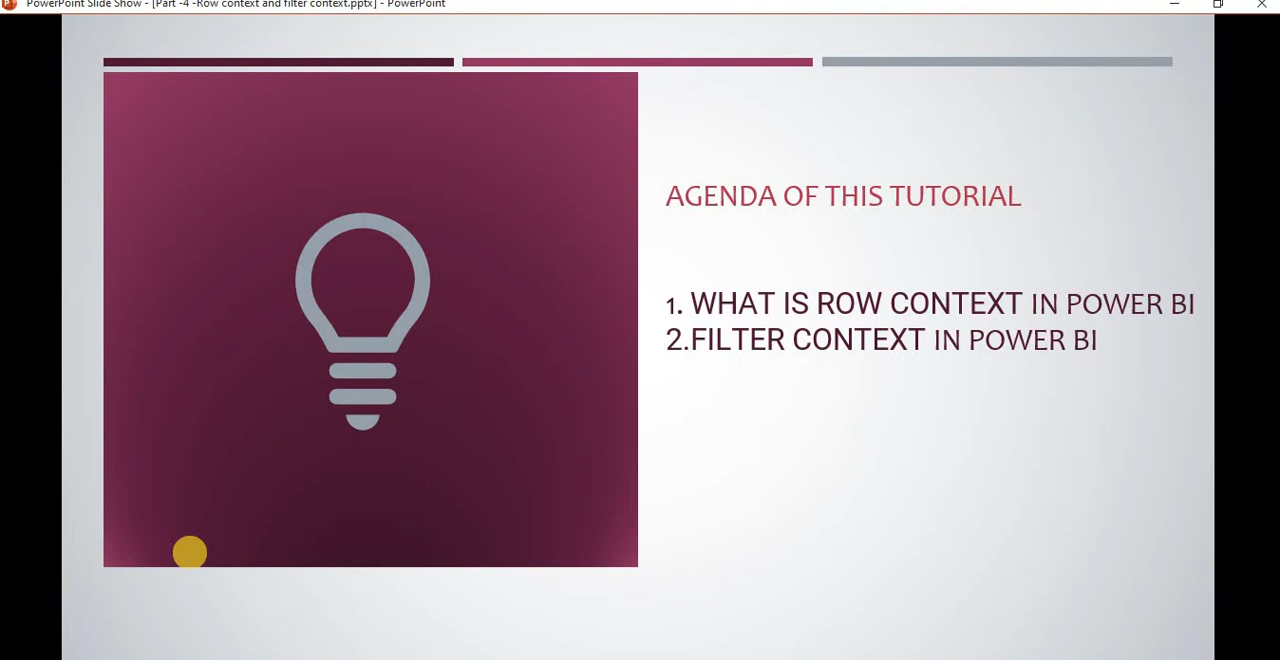 PowerPoint Slide Show - [Part -4 -Row context and filter context.pptx] - PowerPoint
AGENDA OF THIS TUTORIAL
1. WHAT IS ROW CONTEXT IN POWER BI
2.FILTER CONTEXT IN POWER BI